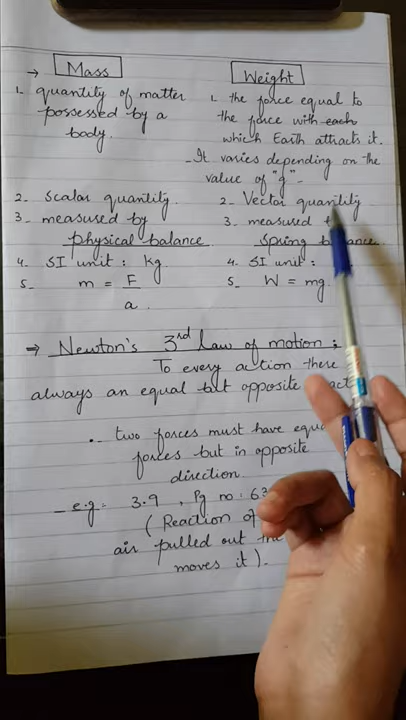 → Mass
1. quantity of matter
possessed by a
body.
2- Scalar quantity.
3- measured by
physical balance
4. SI unit : kg
5- m = F
a
Weight
1. the force equal to
the force with each
which Earth attracts it.
- It varies depending on the
value of "g".
2- Vector quantity
3- measured
Spring balance.
4. SI unit :
5- W = mg.
→ Newton's 3rd Law of motion :
To every action there
always an equal but opposite
•- two forces must have
forces but in opposite
direction.
- e.g: 3.9 , Pg no: 63
( Reaction of
air pulled out
moves it ).